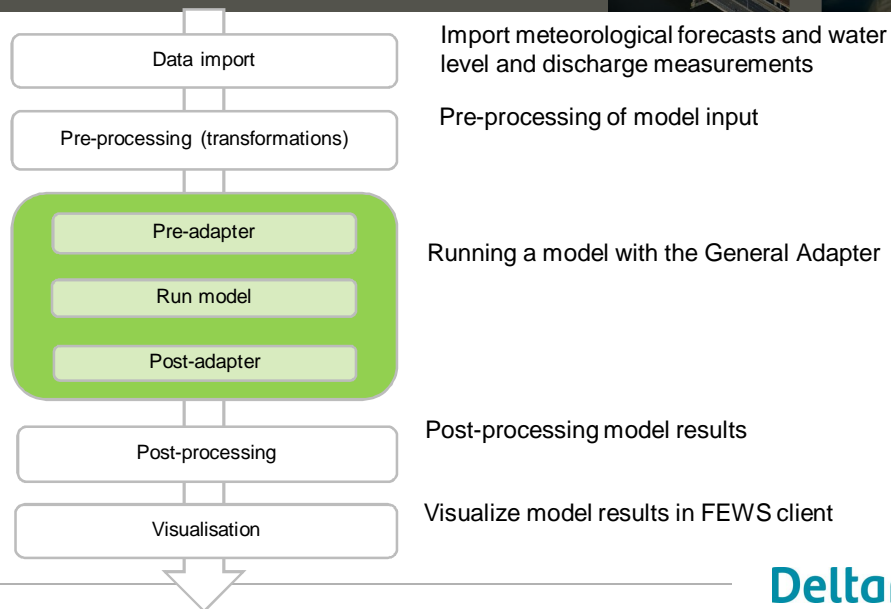 Data import
Import meteorological forecasts and water
level and discharge measurements
Pre-processing (transformations)
Pre-processing of model input
Pre-adapter
Run model
Post-adapter
Running a model with the General Adapter
Post-processing
Post-processing model results
Visualisation
Visualize model results in FEWS client